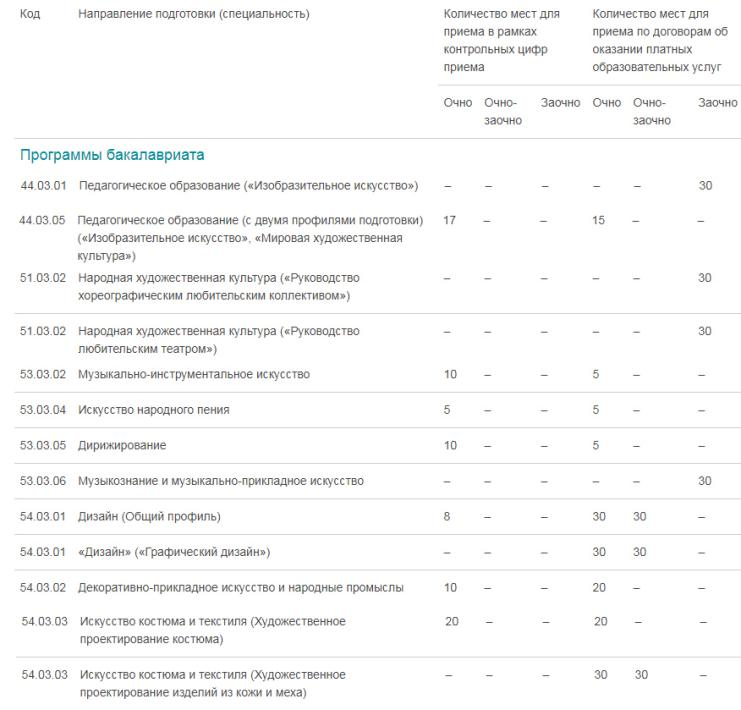 Код Направление подготовки (специальность) Количество мест для приема в рамках контрольных цифр приема Количество мест для приема по договорам об оказании платных образовательных услуг
Очно Очно-заочно Заочно Очно Очно-заочно Заочно
Программы бакалавриата
44.03.01 Педагогическое образование («Изобразительное искусство») – – – – – 30
44.03.05 Педагогическое образование (с двумя профилями подготовки) 17 – – 15 – –
(«Изобразительное искусство», «Мировая художественная
культура»)
51.03.02 Народная художественная культура («Руководство – – – – – 30
хореографическим любительским коллективом»)
51.03.02 Народная художественная культура («Руководство – – – – – 30
любительским театром»)
53.03.02 Музыкально-инструментальное искусство 10 – – 5 – –
53.03.04 Искусство народного пения 5 – – 5 – –
53.03.05 Дирижирование 10 – – 5 – –
53.03.06 Музыкознание и музыкально-прикладное искусство – – – – – 30
54.03.01 Дизайн (Общий профиль) 8 – – 30 30 –
54.03.01 «Дизайн» («Графический дизайн») – – – 30 30 –
54.03.02 Декоративно-прикладное искусство и народные промыслы 10 – – 20 – –
54.03.03 Искусство костюма и текстиля (Художественное 20 – – 20 – –
проектирование костюма)
54.03.03 Искусство костюма и текстиля (Художественное – – – 30 30 –
проектирование изделий из кожи и меха)